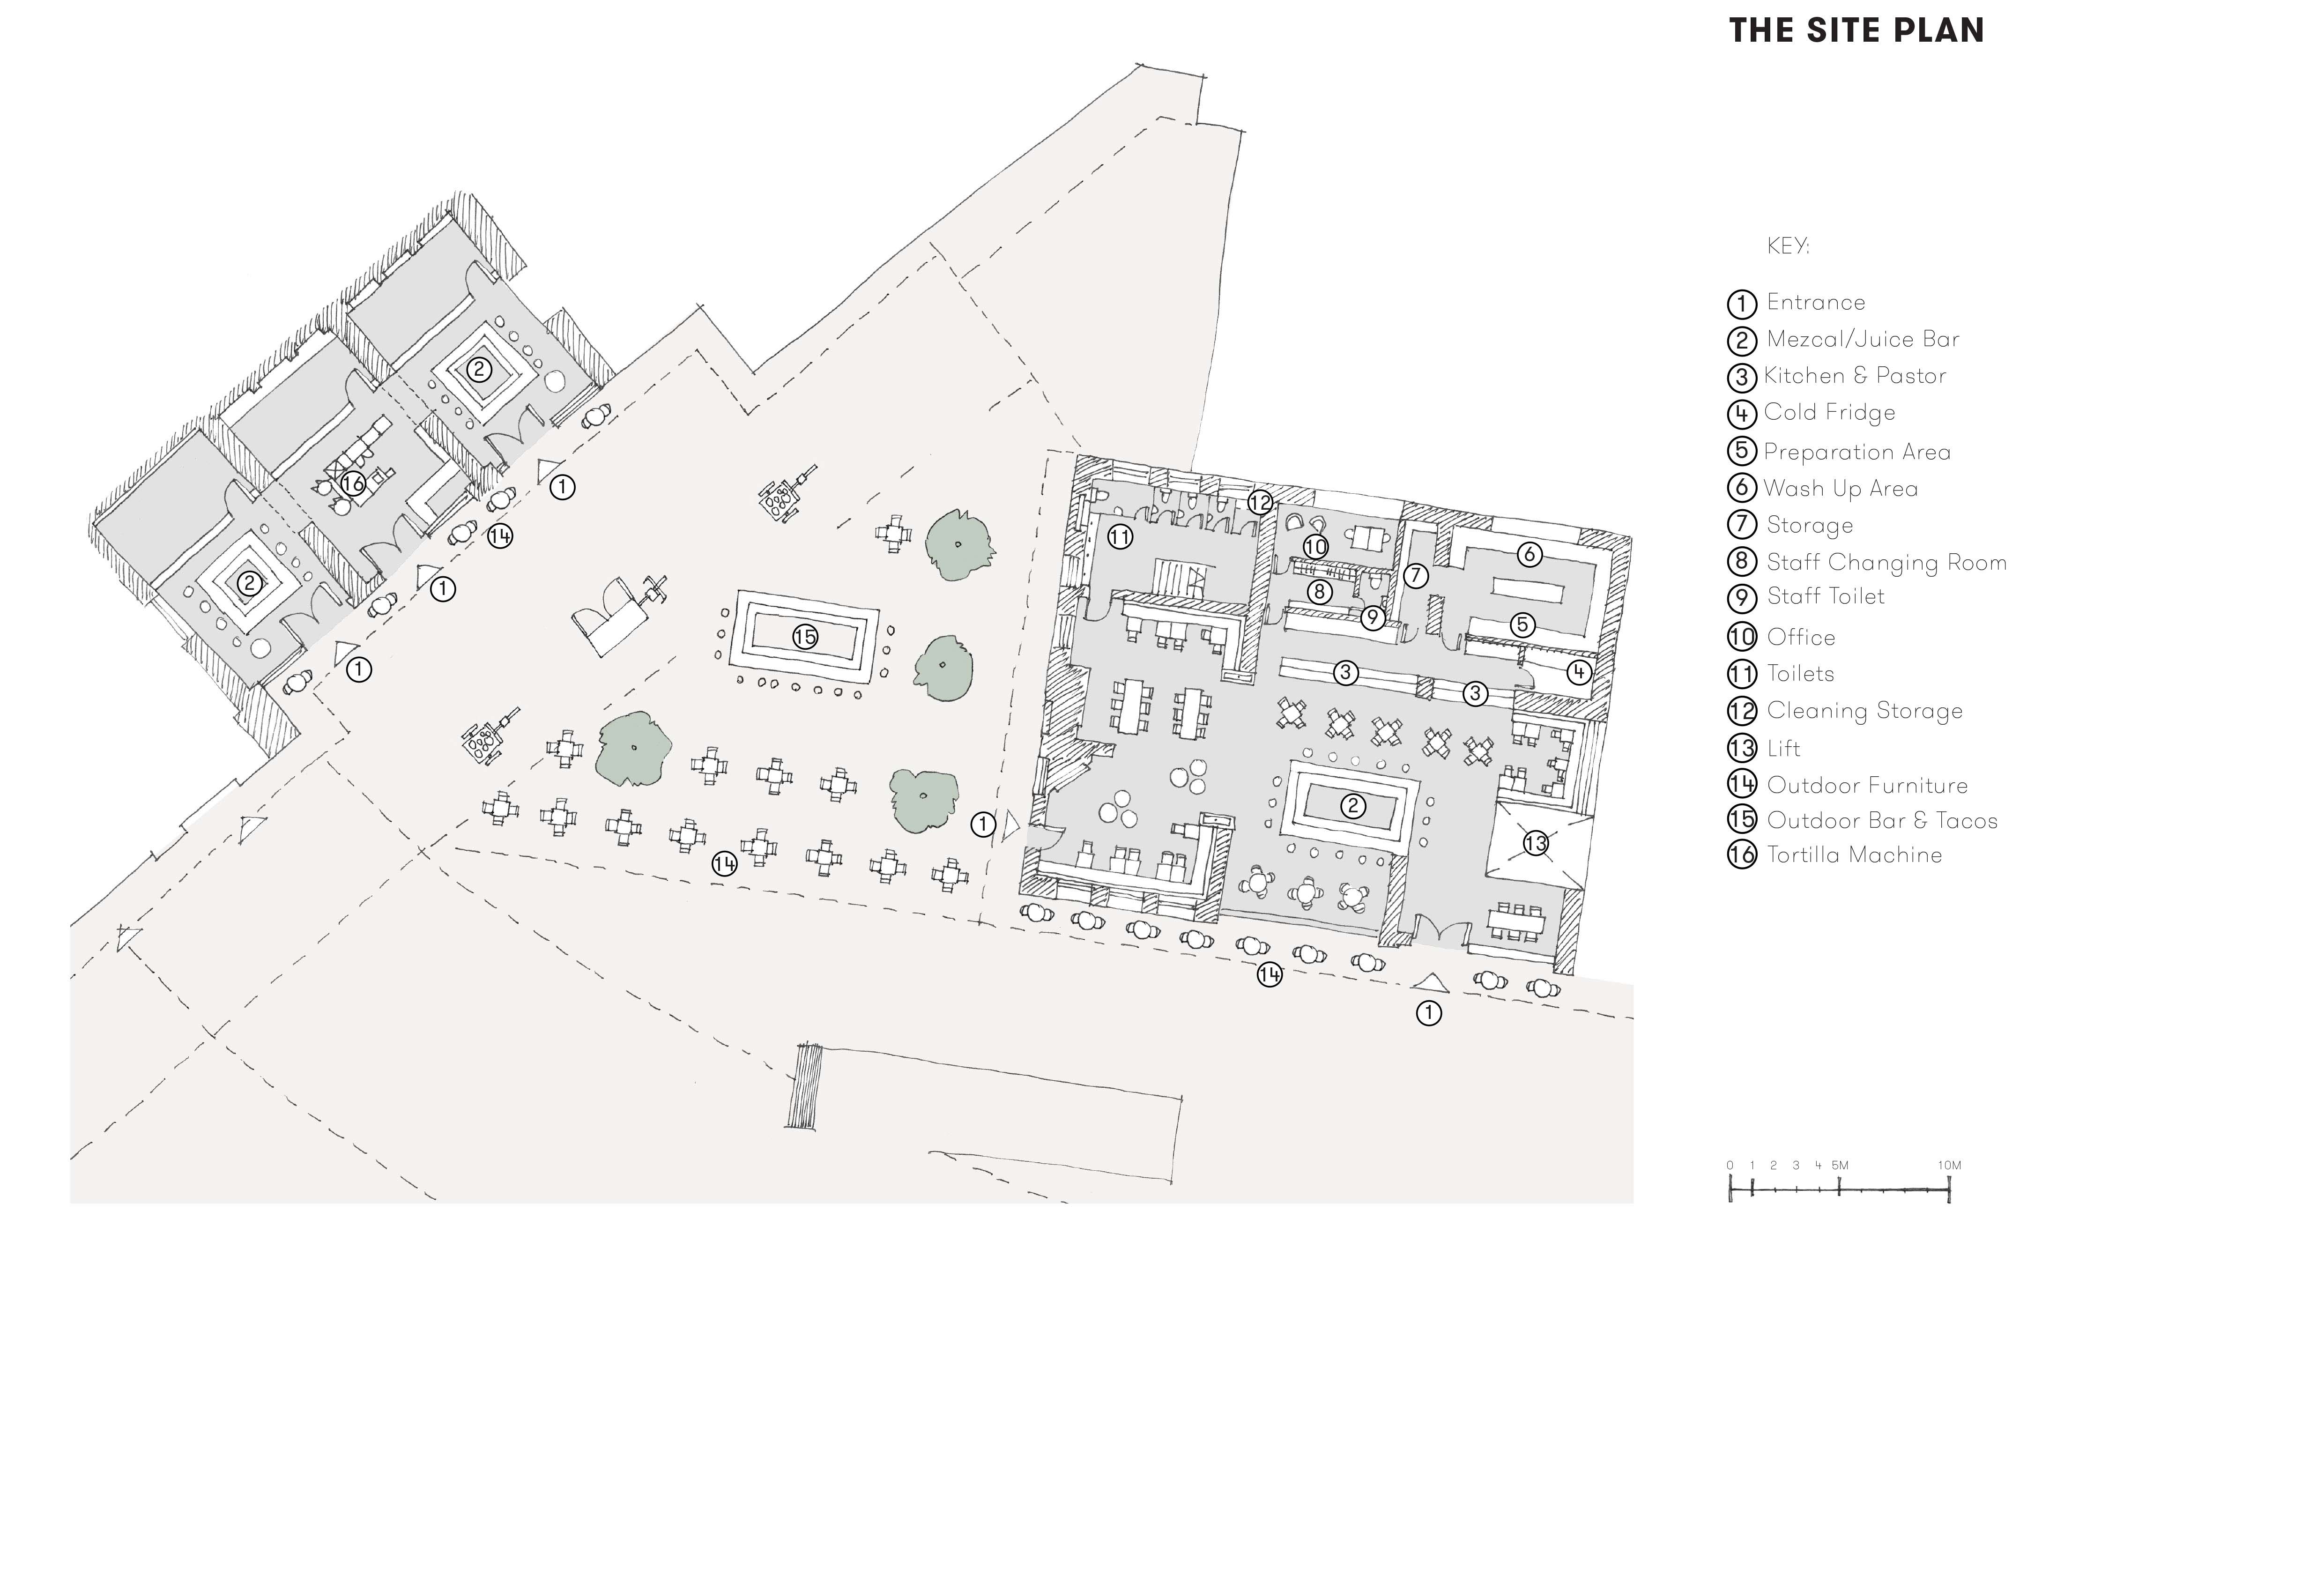 THE SITE PLAN
KEY:
1 Entrance
2 Mezcal/Juice Bar
3 Kitchen & Pastor
4 Cold Fridge
5 Preparation Area
6 Wash Up Area
7 Storage
8 Staff Changing Room
9 Staff Toilet
10 Office
11 Toilets
12 Cleaning Storage
13 Lift
14 Outdoor Furniture
15 Outdoor Bar & Tacos
16 Tortilla Machine
0 1 2 3 4 5M 10M
2
16
1
14
2
1
1
15
14
1
12
11
10
6
7
8
9
5
4
3
3
2
13
14
1